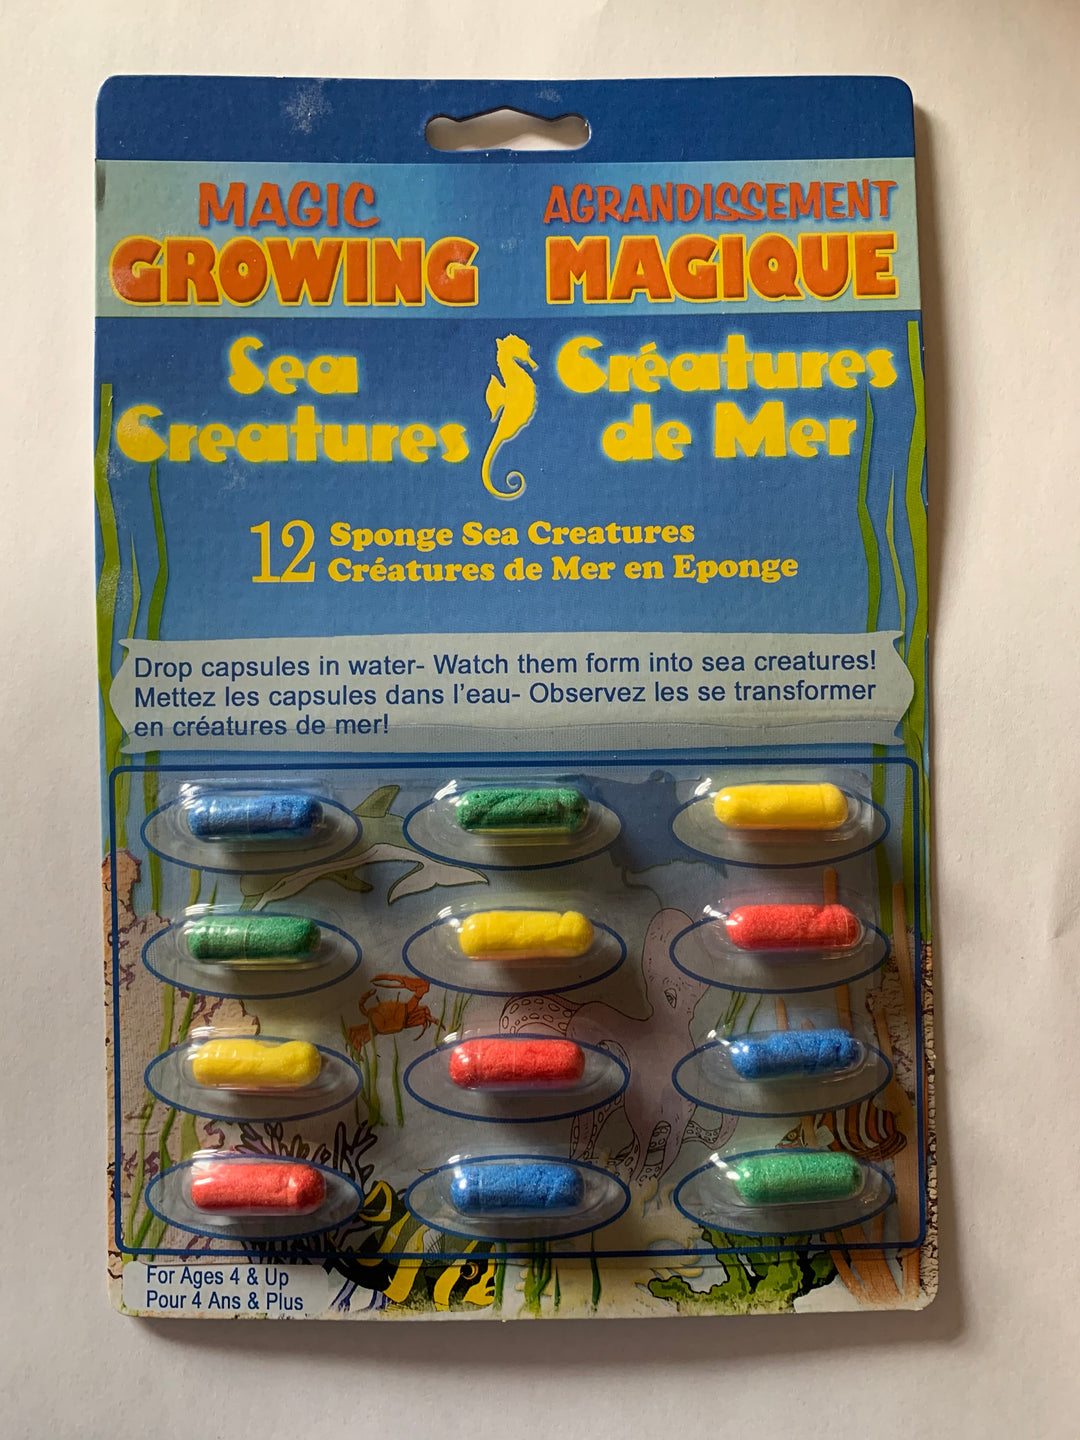 MAGIC
GROWING
AGRANDISSEMENT
MAGIQUE
Sea
Creatures
Créatures
de Mer
12 Sponge Sea Creatures
Créatures de Mer en Eponge
Drop capsules in water- Watch them form into sea creatures!
Mettez les capsules dans l'eau- Observez les se transformer
en créatures de mer!
For Ages 4 & Up
Pour 4 Ans & Plus